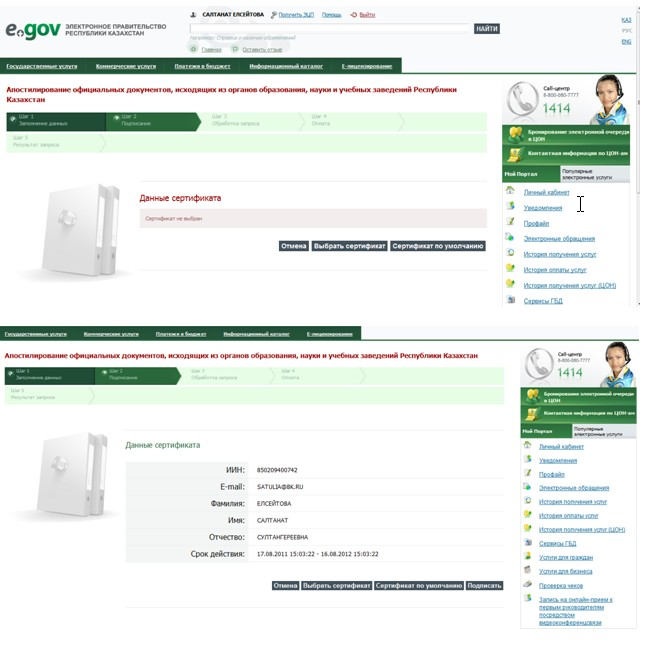 САЛТАНАТ ЕЛСЕЙТОВА Получить ЭЦП Помощь Выйти
ҚАЗ
РУС
ENG
e.gov ЭЛЕКТРОННОЕ ПРАВИТЕЛЬСТВО
РЕСПУБЛИКИ КАЗАХСТАН
НАЙТИ
Например: Справка о наличии
Главная Оставить отзыв
Государственные услуги Коммерческие услуги Платежи в бюджет Информационный каталог Е-лицензирование
Апостилирование официальных документов, исходящих из органов образования, науки и учебных заведений Республики
Казахстан
Шаг 1
Заполнение данных
Шаг 2
Подписание
Шаг 3
Обработка запроса
Шаг 4
Оплата
Шаг 5
Результат запроса
Данные сертификата
Сертификат не выбран
Отмена Выбрать сертификат Сертификат по умолчанию
Call-центр
8-800-080-7777
1414
Бронирование электронной очереди
в ЦОН
Контактная информация по ЦОН-ам
Мой Портал
Популярные
электронные услуги
Личный кабинет
Уведомления
Профайл
Электронные обращения
История получения услуг
История оплаты услуг
История получения услуг (ЦОН)
Сервисы ГБД
Государственные услуги Коммерческие услуги Платежи в бюджет Информационный каталог Е-лицензирование
Апостилирование официальных документов, исходящих из органов образования, науки и учебных заведений Республики Казахстан
Шаг 1
Заполнение данных
Шаг 2
Подписание
Шаг 3
Обработка запроса
Шаг 4
Оплата
Шаг 5
Результат запроса
Данные сертификата
ИИН: 850209400742
E-mail: SATULIA@BK.RU
Фамилия: ЕЛСЕЙТОВА
Имя: САЛТАНАТ
Отчество: СУЛТАНГЕРЕЕВНА
Срок действия: 17.08.2011 15:03:22 - 16.08.2012 15:03:22
Отмена Выбрать сертификат Сертификат по умолчанию Подписать
Call-центр
8-800-080-7777
1414
Бронирование электронной очереди
в ЦОН
Контактная информация по ЦОН-ам
Мой Портал
Популярные
электронные услуги
Личный кабинет
Уведомления
Профайл
Электронные обращения
История получения услуг
История оплаты услуг
История получения услуг (ЦОН)
Сервисы ГБД
Услуги для граждан
Услуги для бизнеса
Проверка чеков
Запись на онлайн-прием к
первым руководителям
посредством
видеоконференцсвязи